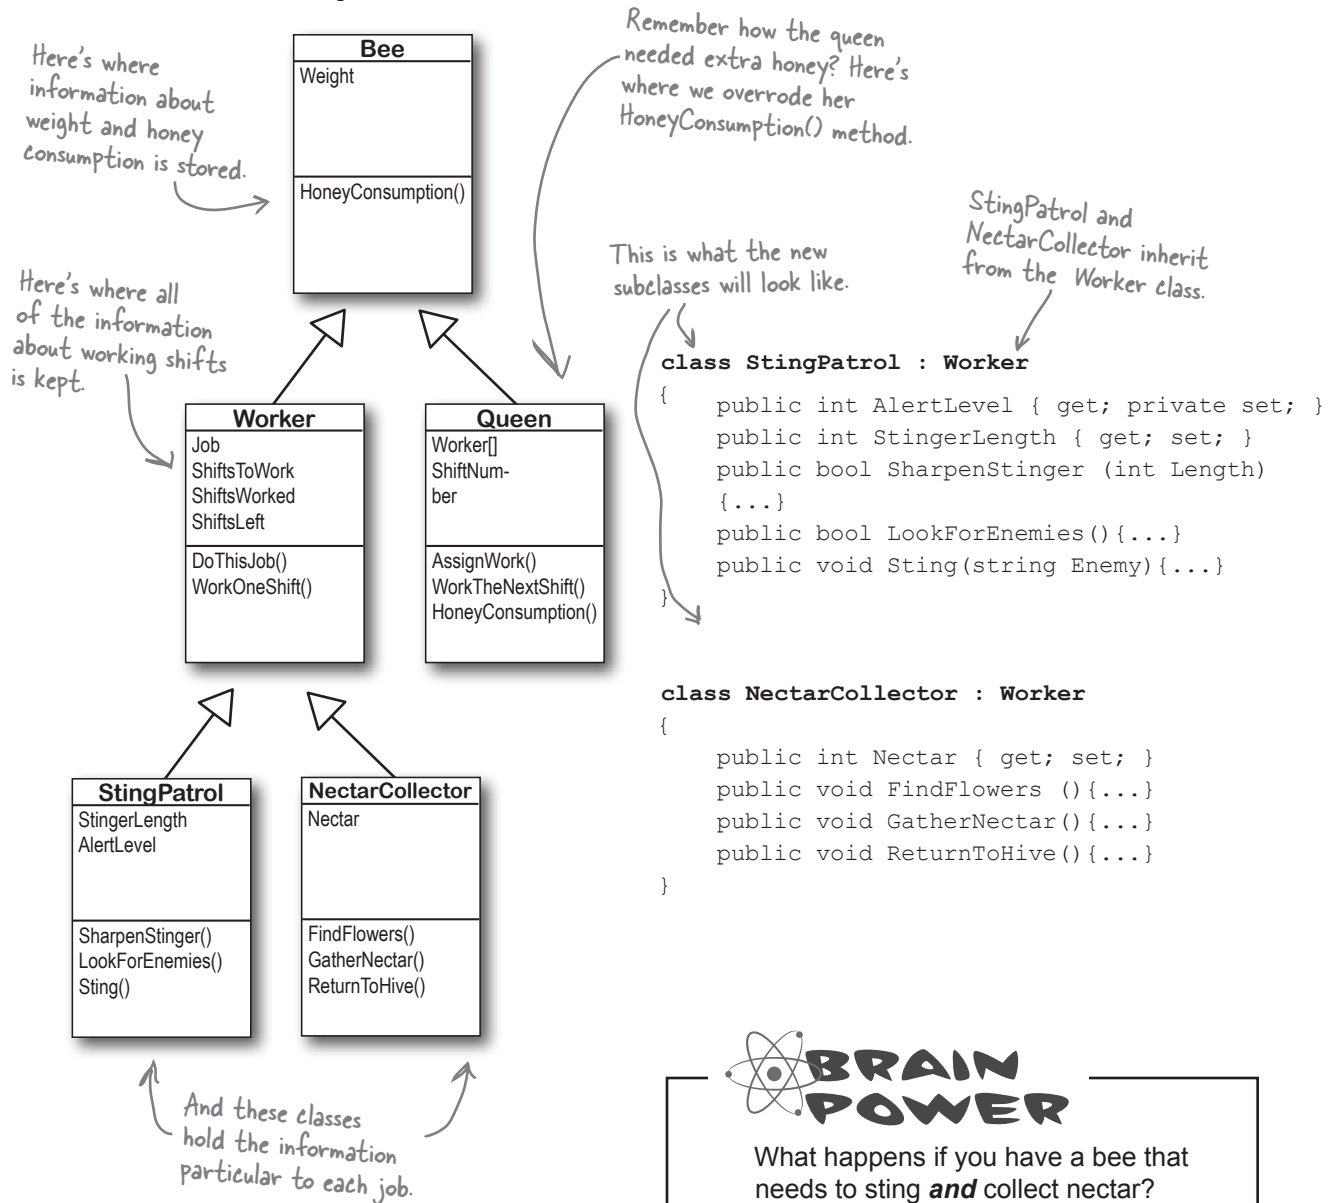 Here's where
information about
weight and honey
consumption is stored.
Bee
Weight
HoneyConsumption()
Remember how the queen
needed extra honey? Here's
where we overrode her
HoneyConsumption() method.
Here's where all
of the information
about working shifts
is kept.
Worker
Job
ShiftsToWork
ShiftsWorked
ShiftsLeft
DoThisJob()
WorkOneShift()
Queen
Worker[]
ShiftNum-
ber
AssignWork()
WorkTheNextShift()
HoneyConsumption()
StingPatrol
StingerLength
AlertLevel
SharpenStinger()
LookForEnemies()
Sting()
NectarCollector
Nectar
FindFlowers()
GatherNectar()
ReturnToHive()
And these classes
hold the information
particular to each job.
This is what the new
subclasses will look like.
StingPatrol and
NectarCollector inherit
from the Worker class.
class StingPatrol : Worker
{
public int AlertLevel { get; private set; }
public int StingerLength { get; set; }
public bool SharpenStinger (int Length)
{...}
public bool LookForEnemies(){...}
public void Sting(string Enemy){...}
}
class NectarCollector : Worker
{
public int Nectar { get; set; }
public void FindFlowers (){...}
public void GatherNectar(){...}
public void ReturnToHive(){...}
}
BRAIN
POWER
What happens if you have a bee that
needs to sting and collect nectar?